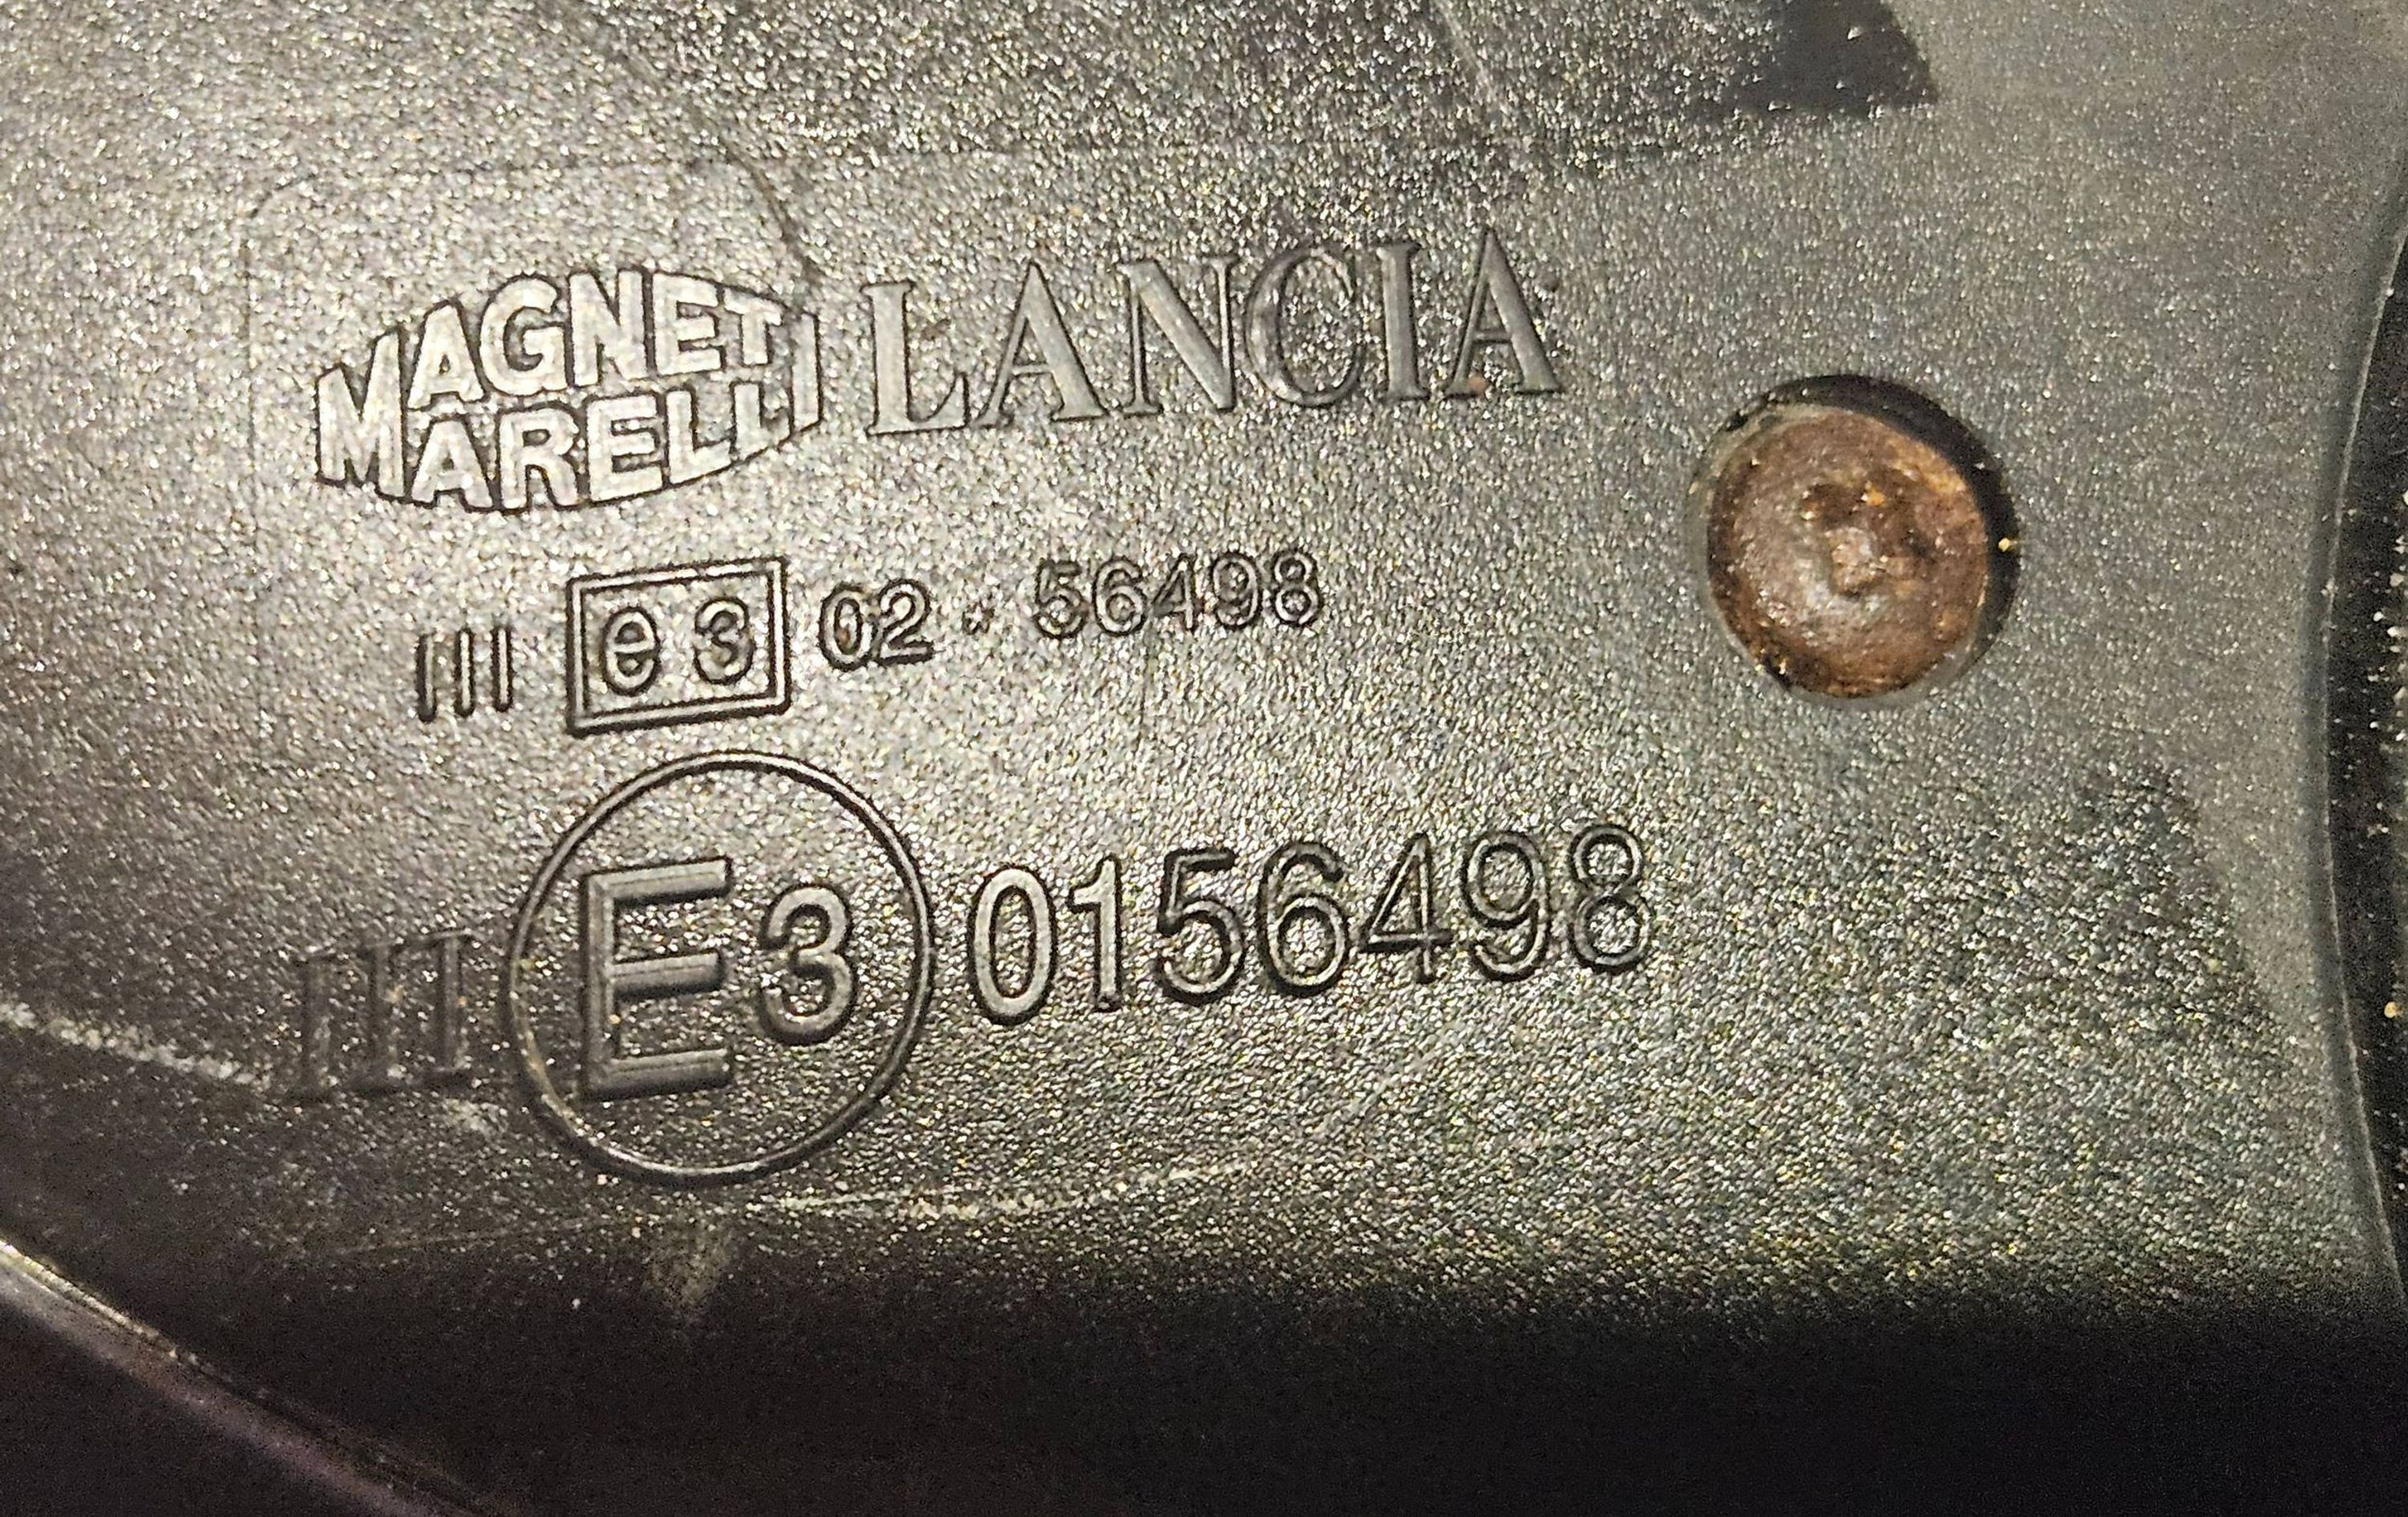 MAGNETI MARELLI LANCIA
III e3 02 * 56498
III E3 0156498